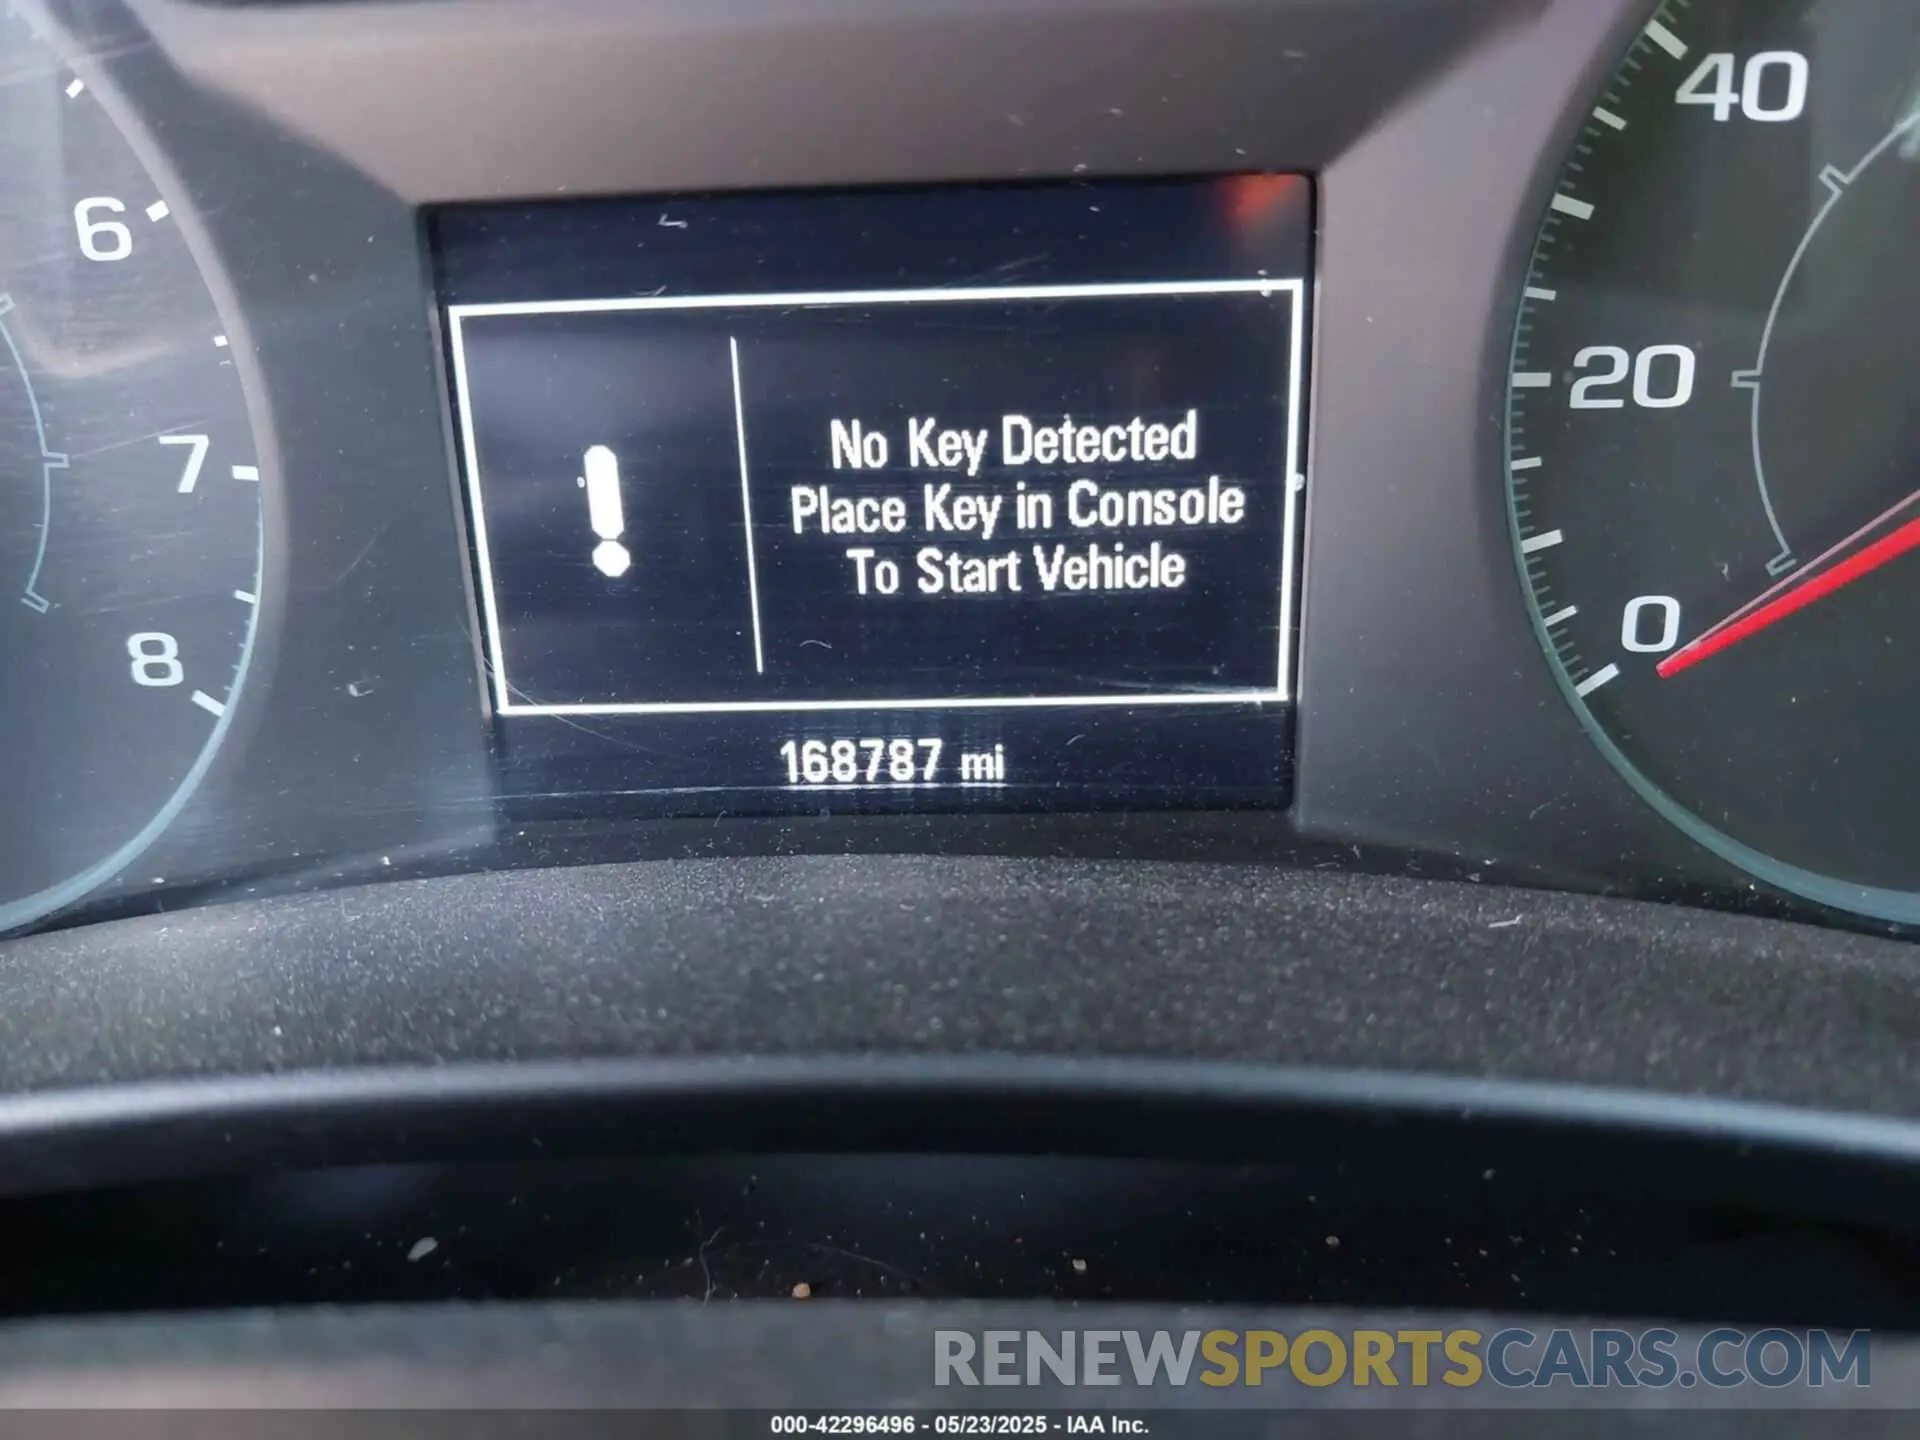 40
6
20
7
No Key Detected
Place Key in Console
To Start Vehicle
0
8
168787 mi
RENEWSPORTSCARS.COM
000-42296496 - 05/23/2025 - IAA Inc.